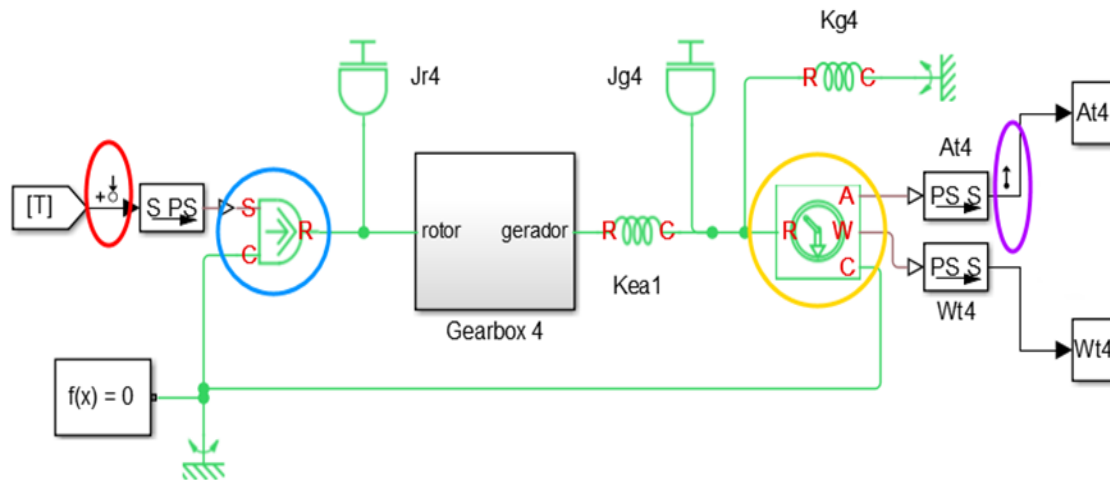 Kg4
R C
Jr4
Jg4
At4
At4
[T]
+
S PS
S
C
R
rotor
gerador
R C
R
A
W
C
PS S
PS S
Kea1
Wt4
Wt4
Gearbox 4
f(x) = 0